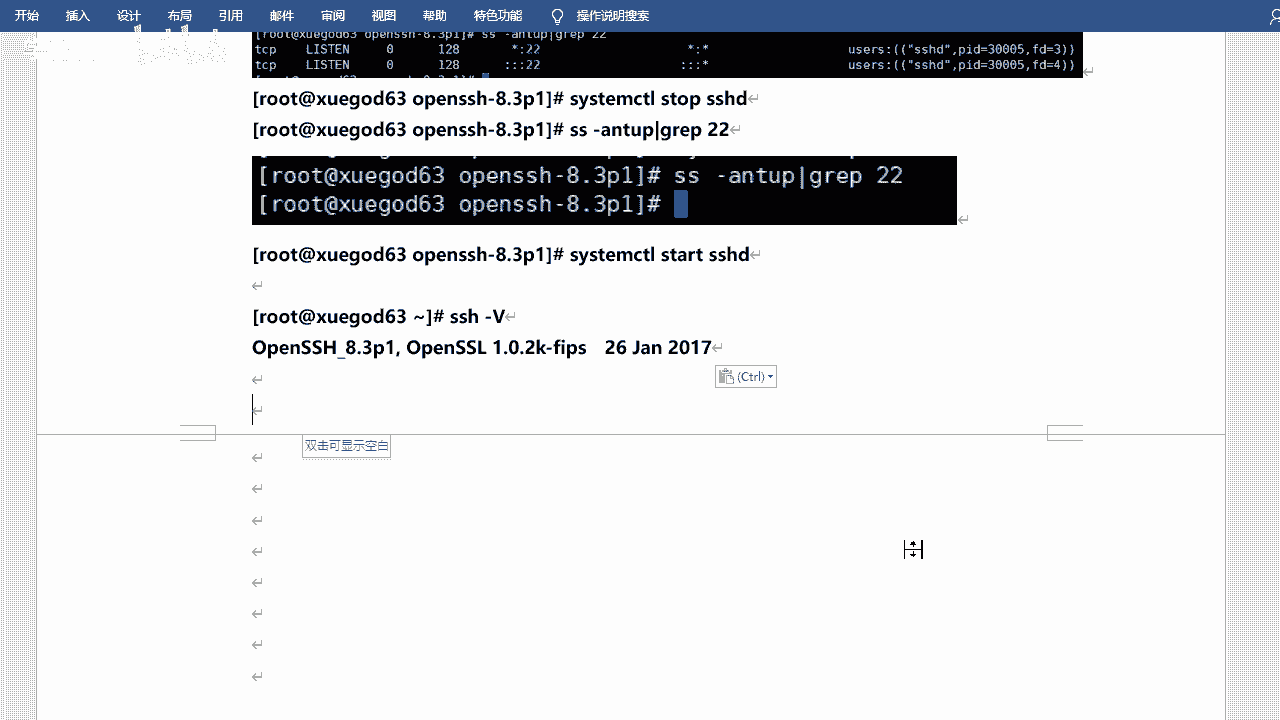 开始 插入 设计 布局 引用 邮件 审阅 视图 帮助 特色功能 操作说明搜索
[root@xuegod63 openssh-8.3p1]# ss -antup|grep 22
tcp LISTEN 0 128 *:22 *:* users:(("sshd",pid=30005,fd=3))
tcp LISTEN 0 128 :::22 :::* users:(("sshd",pid=30005,fd=4))
[root@xuegod63 openssh-8.3p1]# systemctl stop sshd
[root@xuegod63 openssh-8.3p1]# ss -antup|grep 22
[root@xuegod63 openssh-8.3p1]# ss -antup|grep 22
[root@xuegod63 openssh-8.3p1]#
[root@xuegod63 openssh-8.3p1]# systemctl start sshd
[root@xuegod63 ~]# ssh -V
OpenSSH_8.3p1, OpenSSL 1.0.2k-fips 26 Jan 2017
(Ctrl)
双击可显示空白